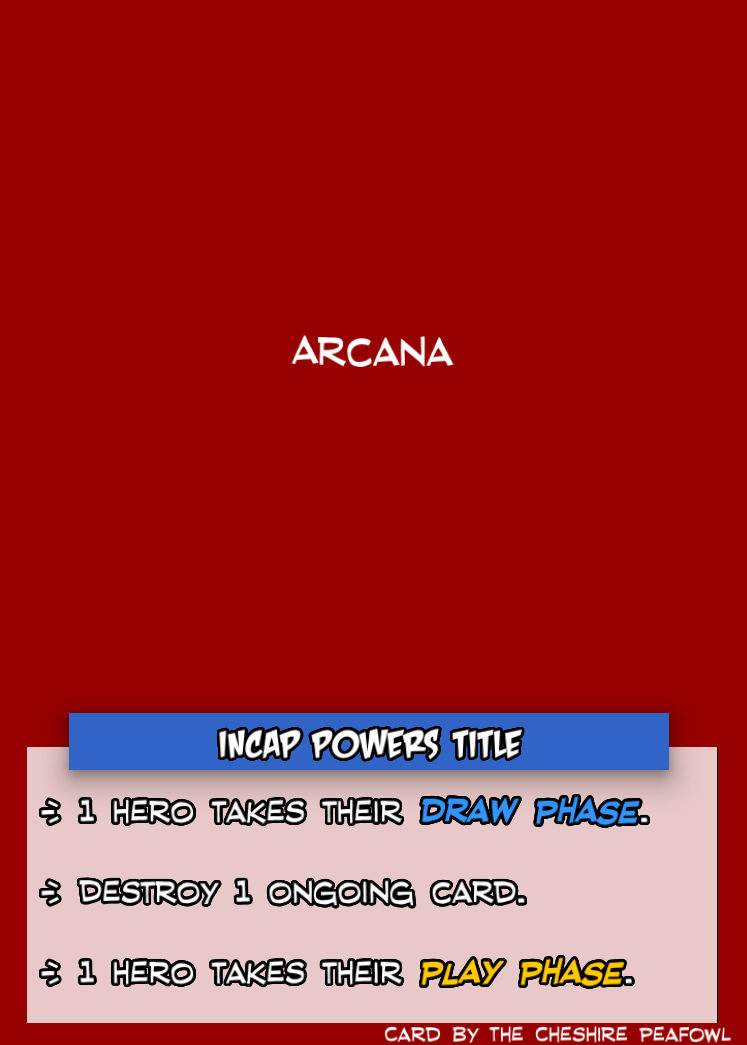 ARCANA
INCAP POWERS TITLE
1 HERO TAKES THEIR DRAW PHASE.
DESTROY 1 ONGOING CARD.
1 HERO TAKES THEIR PLAY PHASE.
CARD BY THE CHESHIRE PEAFOWL